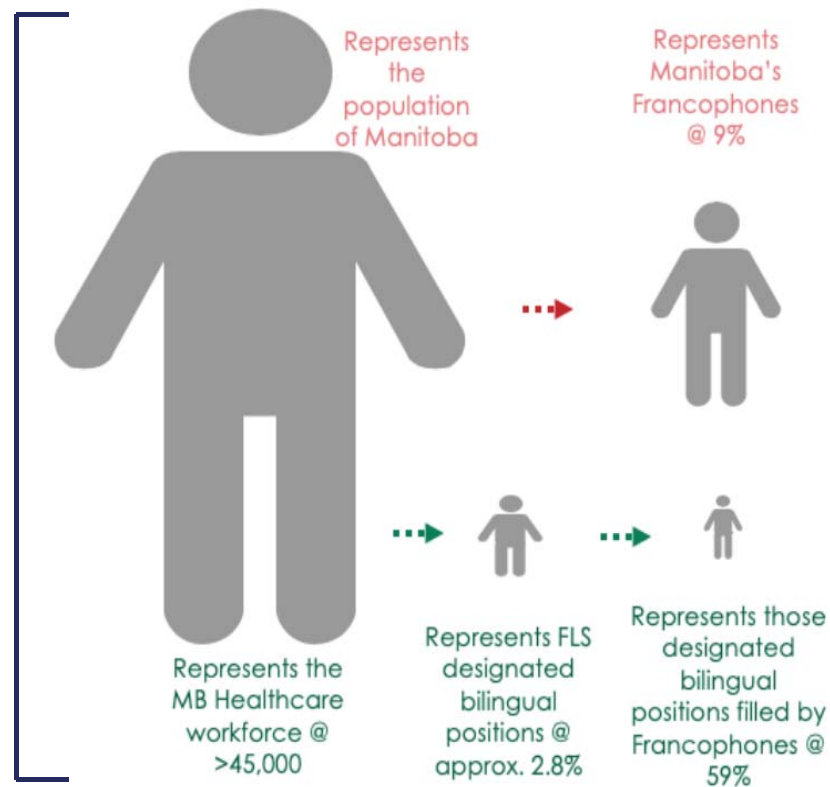 Represents
the
population
of Manitoba
Represents
Manitoba's
Francophones
@ 9%
Represents the
MB Healthcare
workforce @
>45,000
Represents FLS
designated
bilingual
positions @
approx. 2.8%
Represents those
designated
bilingual
positions filled by
Francophones @
59%